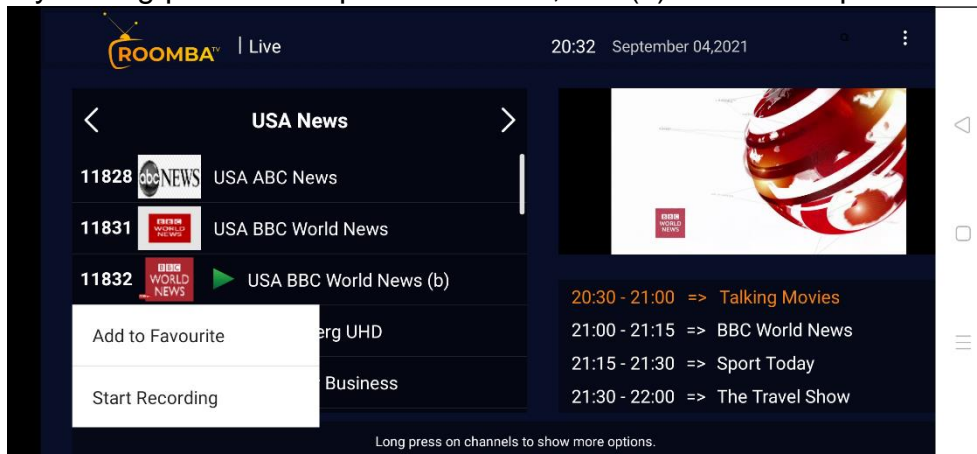 ROOMBA TV | Live
20:32 September 04,2021
USA News
11828 abc NEWS USA ABC News
11831 BBC WORLD NEWS USA BBC World News
11832 BBC WORLD NEWS USA BBC World News (b)
erg UHD
Business
Add to Favourite
Start Recording
BBC WORLD NEWS
20:30 - 21:00 => Talking Movies
21:00 - 21:15 => BBC World News
21:15 - 21:30 => Sport Today
21:30 - 22:00 => The Travel Show
Long press on channels to show more options.